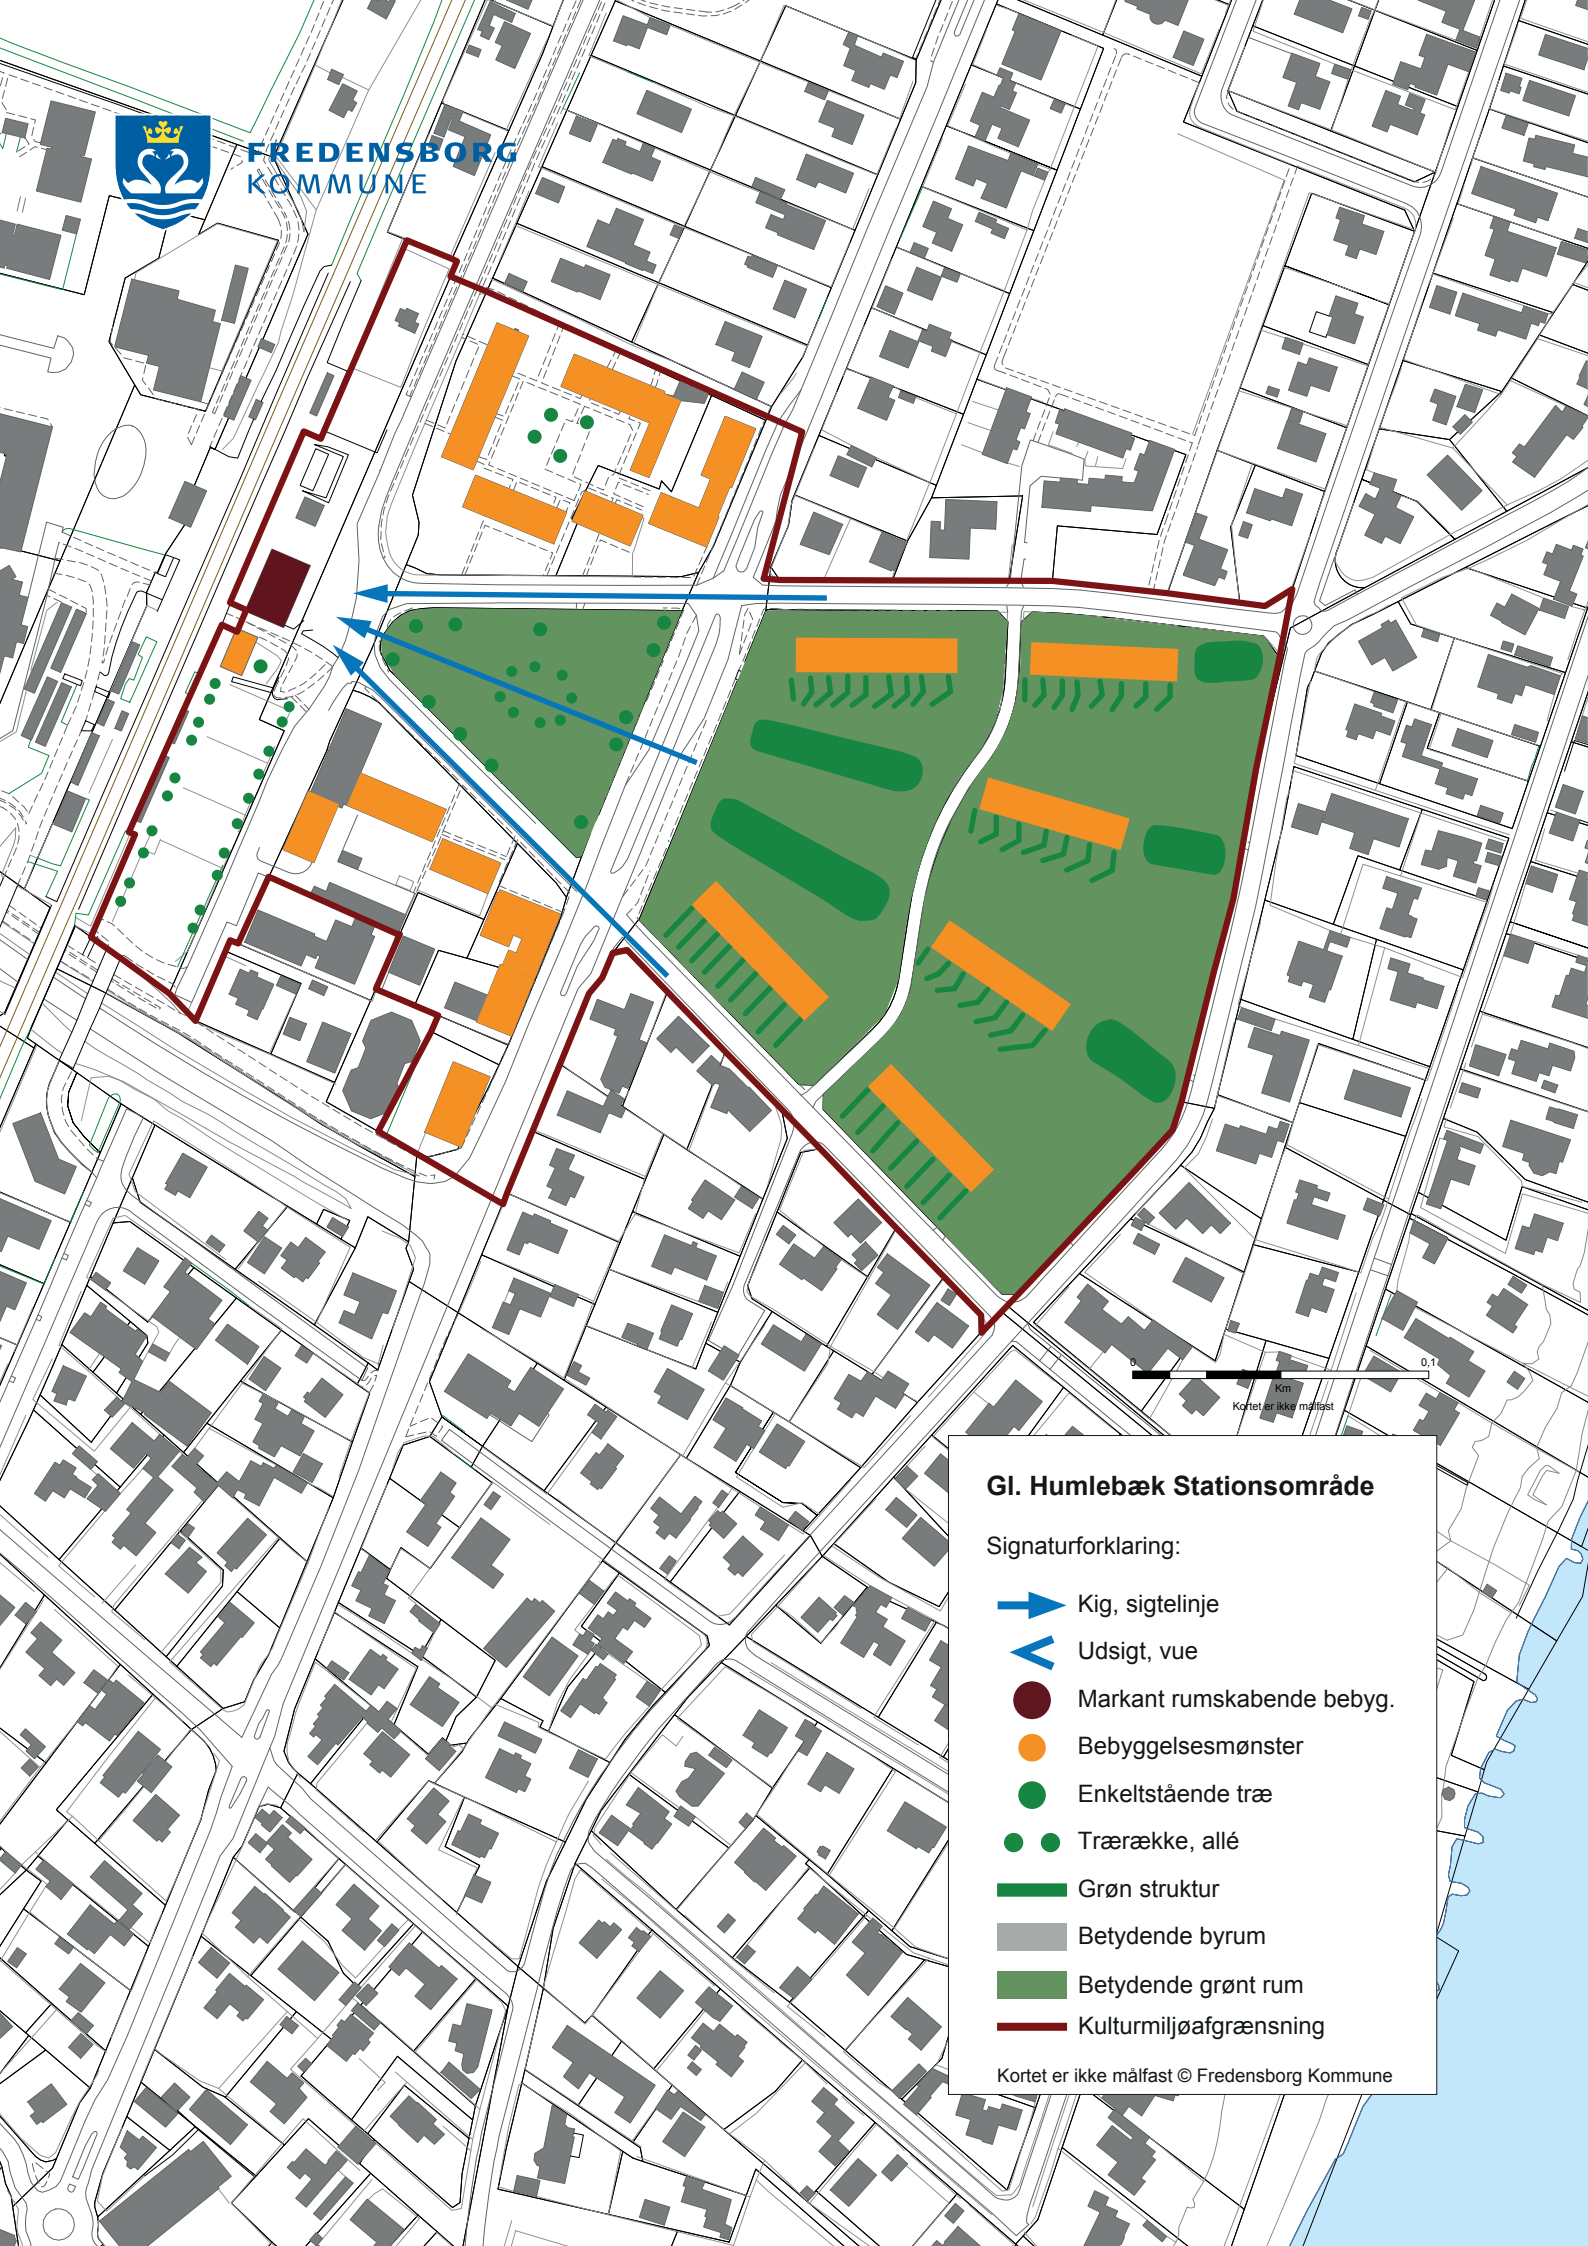 FREDENSBORG
KOMMUNE
0 0,1
Km
Kortet er ikke målfast
Gl. Humlebæk Stationsområde
Signaturforklaring:
Kig, sigtelinje
Udsigt, vue
Markant rumskabende bebyg.
Bebyggelsesmønster
Enkeltstående træ
Trærække, allé
Grøn struktur
Betydende byrum
Betydende grønt rum
Kulturmiljøafgrænsning
Kortet er ikke målfast © Fredensborg Kommune